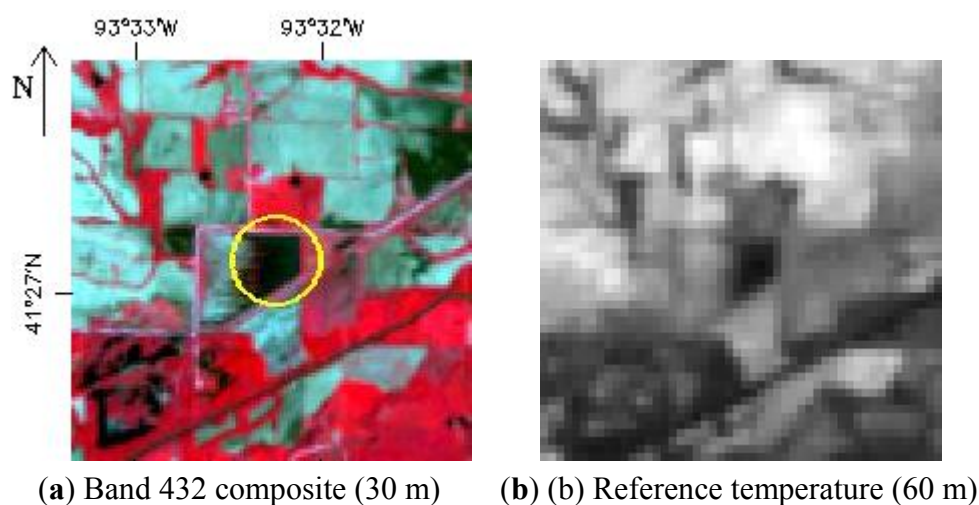 93°33'W 93°32'W
N
41°27'N
(a) Band 432 composite (30 m) (b) (b) Reference temperature (60 m)